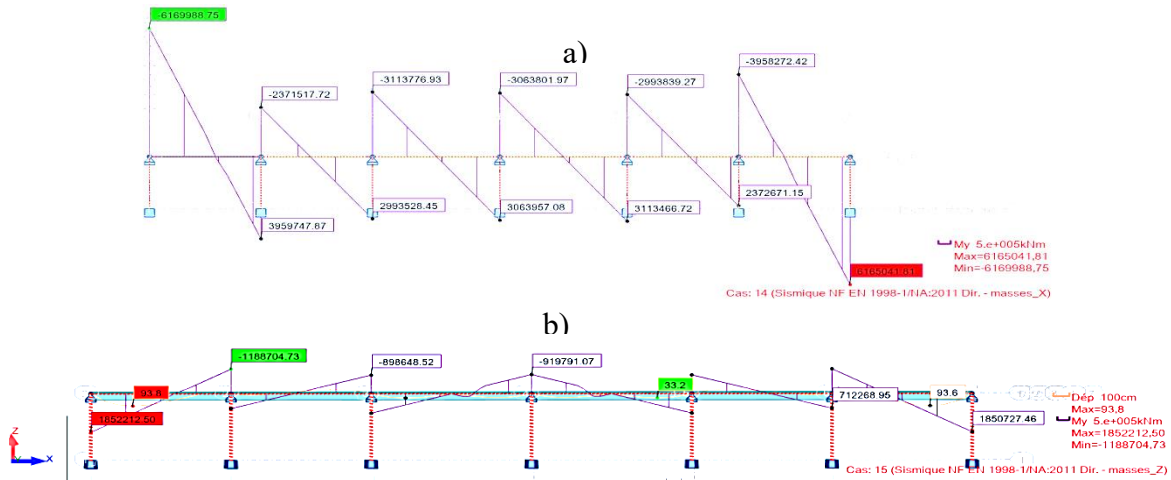 -6169988.75
a)
-3958272.42
-3113776.93
-3063801.97
-2993839.27
-2371517.72
2372671.15
2993528.45
3063957.08
3113466.72
3959747.87
My 5.e+005kNm
Max=6165041,81
Min=-6169988,75
Cas: 14 (Sismique NF EN 1998-1/NA:2011 Dir. - masses_X)
b)
-1188704.73
-898648.52
-919791.07
33.2
93.8
712268.95
93.6
Dép 100cm
Max=93,8
1852212.50
1850727.46
My 5.e+005kNm
Max=1852212,50
Min=-1188704,73
Z
Y
X
Cas: 15 (Sismique NF EN 1998-1/NA:2011 Dir. - masses_Z)